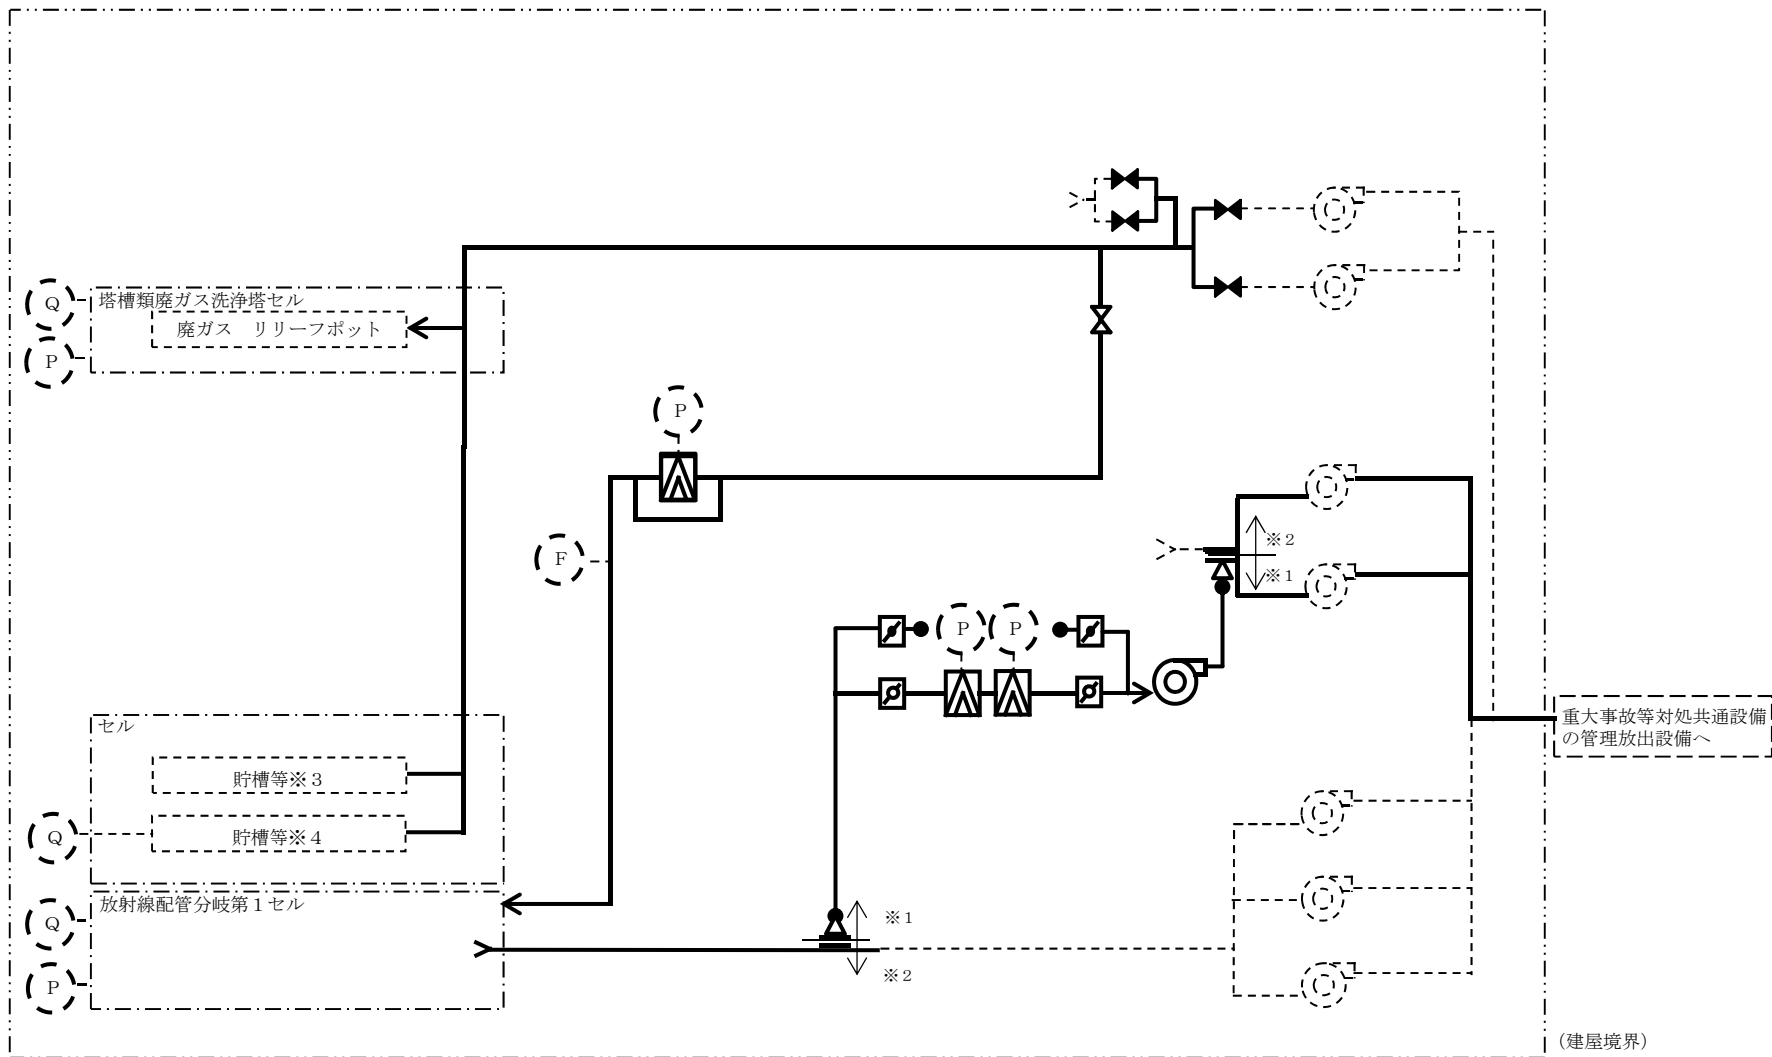 Q
塔槽類廃ガス洗浄塔セル
廃ガス　リリーフポット
P
P
F
※2
※1
P
P
重大事故等対処共通設備
の管理放出設備へ
セル
貯槽等※3
Q
貯槽等※4
放射線配管分岐第1セル
Q
※1
※2
P
(建屋境界)